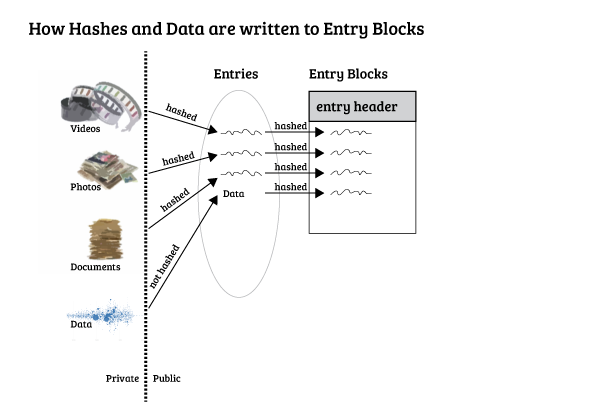 How Hashes and Data are written to Entry Blocks
Entries
Entry Blocks
entry header
Videos
hashed
hashed
Photos
hashed
hashed
hashed
hashed
Data
hashed
Documents
not hashed
Data
Private
Public